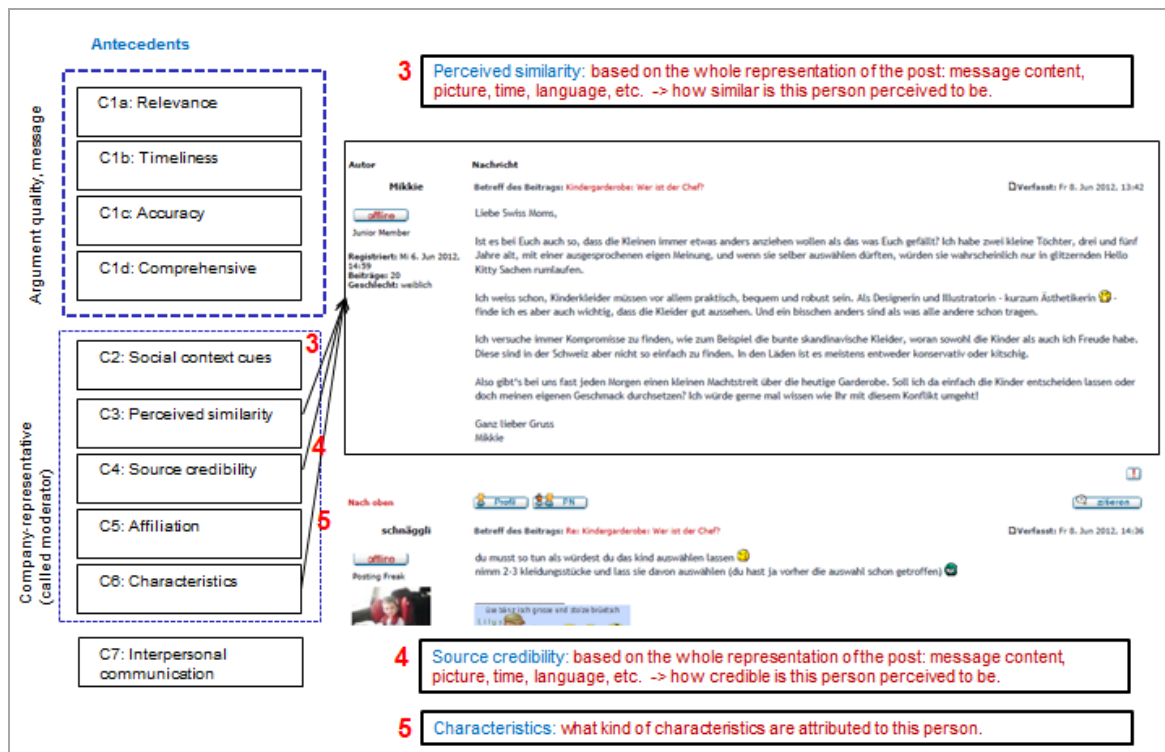 Antecedents
Argument quality, message
C1a: Relevance
C1b: Timeliness
C1c: Accuracy
C1d: Comprehensive
Company-representative
(called moderator)
C2: Social context cues
C3: Perceived similarity
C4: Source credibility
C5: Affiliation
C6: Characteristics
C7: Interpersonal
communication
3
4
5
3 Perceived similarity: based on the whole representation of the post: message content,
picture, time, language, etc. -> how similar is this person perceived to be.
Autor Nachricht
Mikkie Betreff des Beitrags: Kindergarderobe: Wer ist der Chef? Verfasst: Fr 8. Jun 2012, 13:42
offline
Junior Member
Registriert: Mi 6. Jun 2012,
14:59
Beiträge: 20
Geschlecht: weiblich
Liebe Swiss Moms,
Ist es bei Euch auch so, dass die Kleinen immer etwas anders anziehen wollen als das was Euch gefällt? Ich habe zwei kleine Töchter, drei und fünf
Jahre alt, mit einer ausgesprochenen eigen Meinung, und wenn sie selber auswählen dürften, würden sie wahrscheinlich nur in glitzernden Hello
Kitty Sachen rumlaufen.
Ich weiss schon, Kinderkleider müssen vor allem praktisch, bequem und robust sein. Als Designerin und Illustratorin - kurzum Ästhetikerin -
finde ich es aber auch wichtig, dass die Kleider gut aussehen. Und ein bisschen anders sind als was alle andere schon tragen.
Ich versuche immer Kompromisse zu finden, wie zum Beispiel die bunte skandinavische Kleider, woran sowohl die Kinder als auch ich Freude habe.
Diese sind in der Schweiz aber nicht so einfach zu finden. In den Läden ist es meistens entweder konservativ oder kitschig.
Also gibt's bei uns fast jeden Morgen einen kleinen Machtstreit über die heutige Garderobe. Soll ich da einfach die Kinder entscheiden lassen oder
doch meinen eigenen Geschmack durchsetzen? Ich würde gerne mal wissen wie Ihr mit diesem Konflikt umgeht!
Ganz lieber Gruss
Mikkie
Nach oben Profil PN zitieren
schnäggli Betreff des Beitrags: Re: Kindergarderobe: Wer ist der Chef? Verfasst: Fr 8. Jun 2012, 14:36
offline
Posting Freak
du musst so tun als würdest du das kind auswählen lassen
nimm 2-3 kleidungsstücke und lass sie davon auswählen (du hast ja vorher die auswahl schon getroffen)
4 Source credibility: based on the whole representation of the post: message content,
picture, time, language, etc. -> how credible is this person perceived to be.
5 Characteristics: what kind of characteristics are attributed to this person.